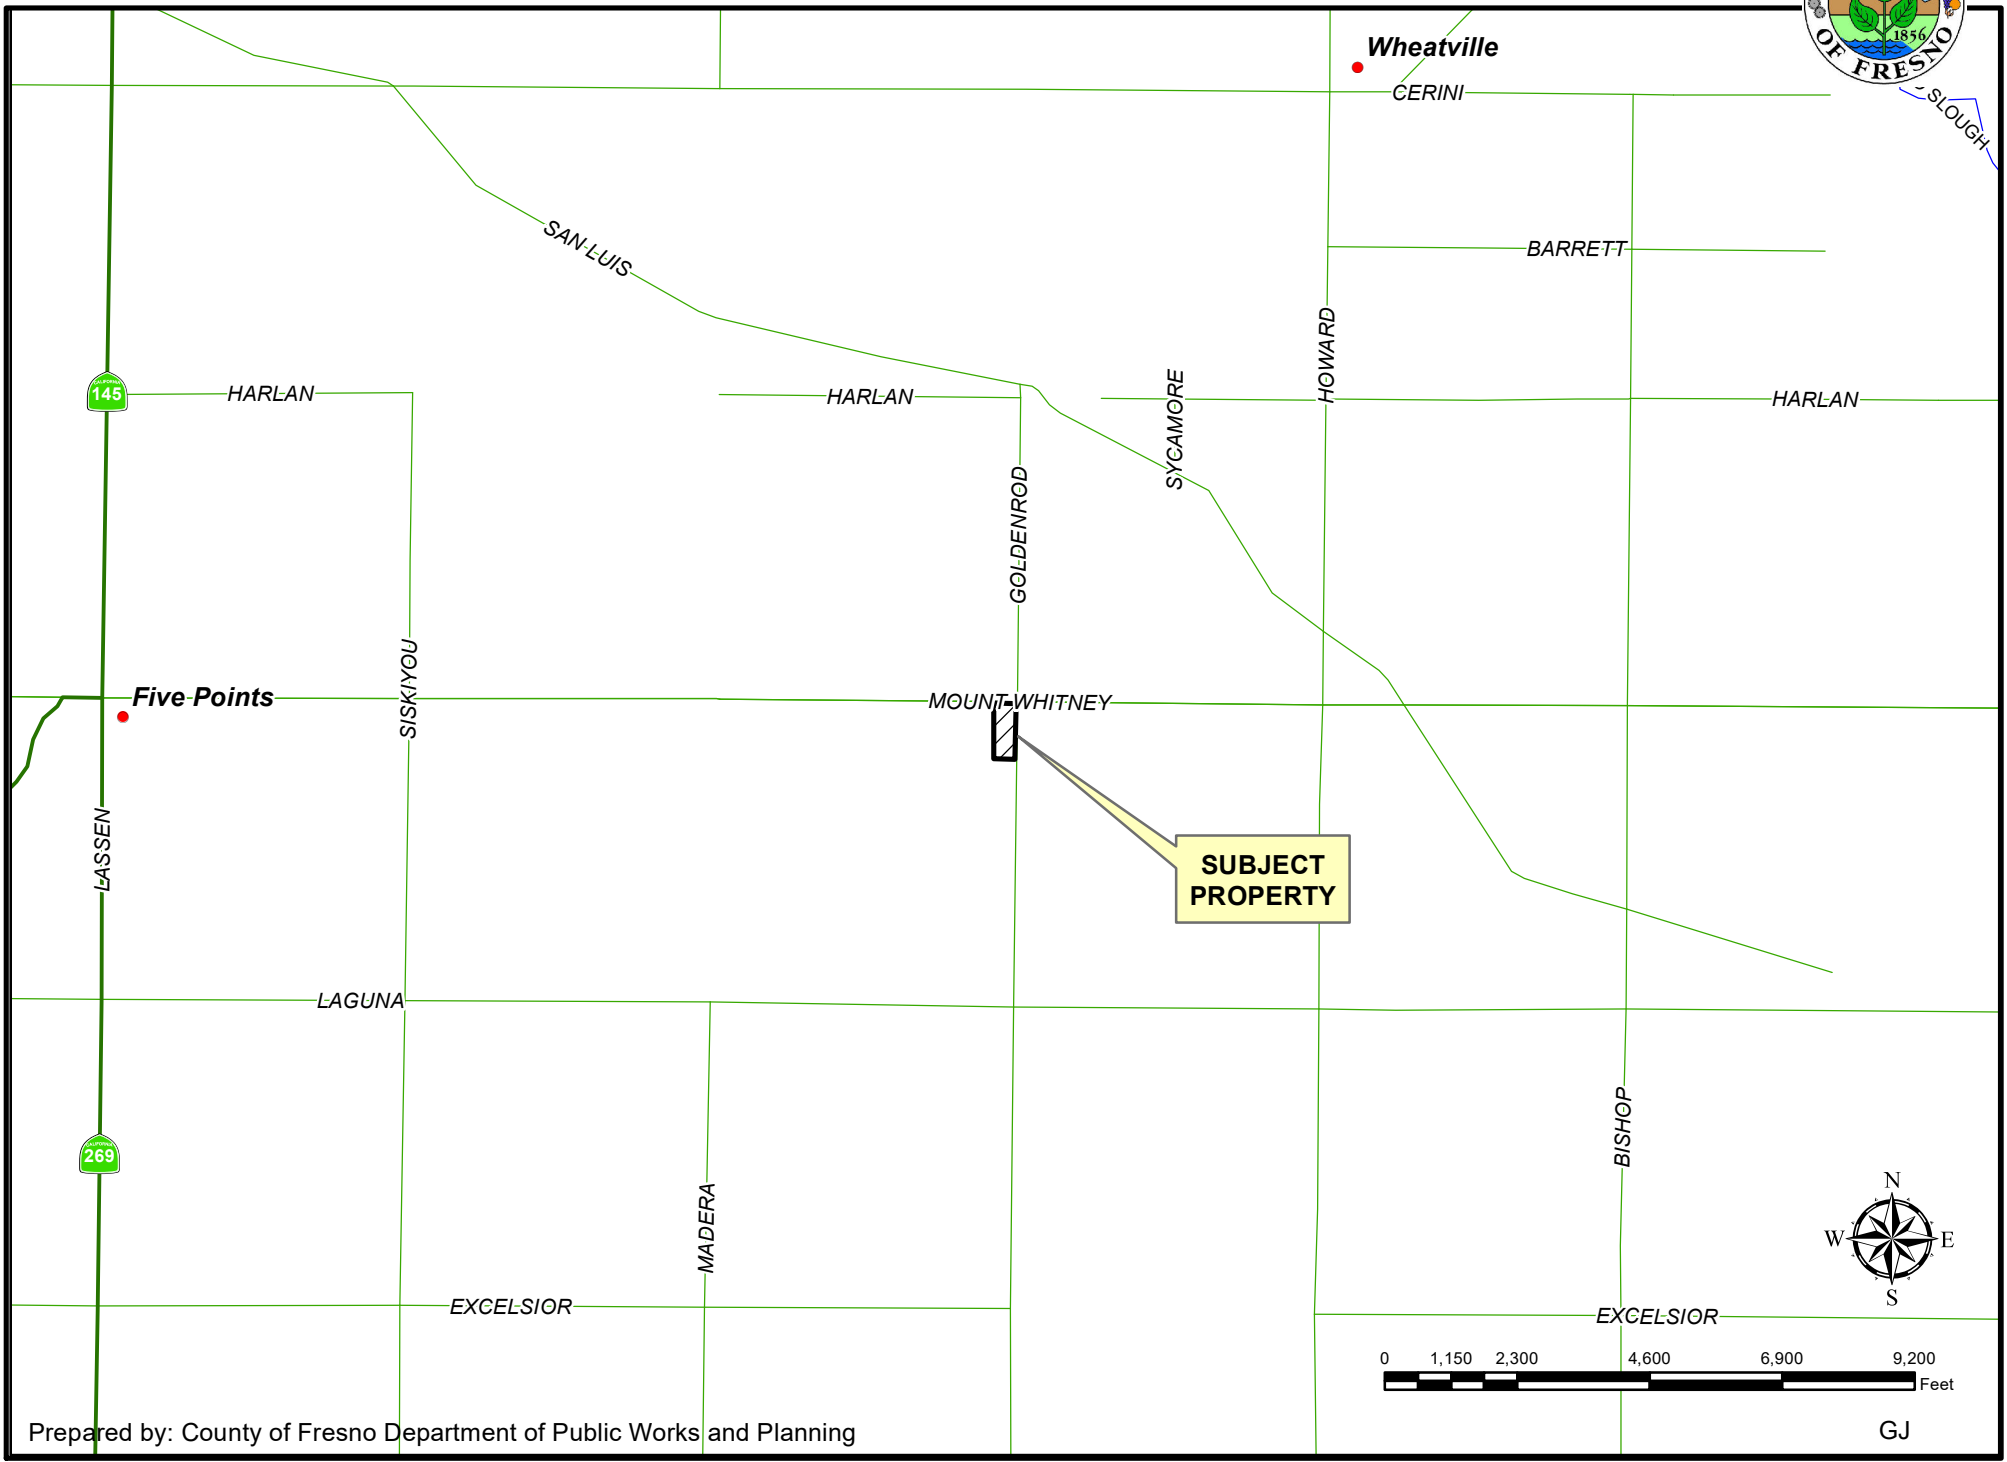 Wheatville
1856
OF FRESNO
CERINI
SLOUGH
SAN LUIS
BARRETT
HOWARD
CALIFORNIA
145
HARLAN
HARLAN
SYCAMORE
HARLAN
GOLDENROD
SISKIYOU
Five Points
MOUNT WHITNEY
LASSEN
SUBJECT
PROPERTY
LAGUNA
BISHOP
CALIFORNIA
269
MADERA
N
W
E
S
EXCELSIOR
EXCELSIOR
0 1,150 2,300 4,600 6,900 9,200
Feet
Prepared by: County of Fresno Department of Public Works and Planning
GJ